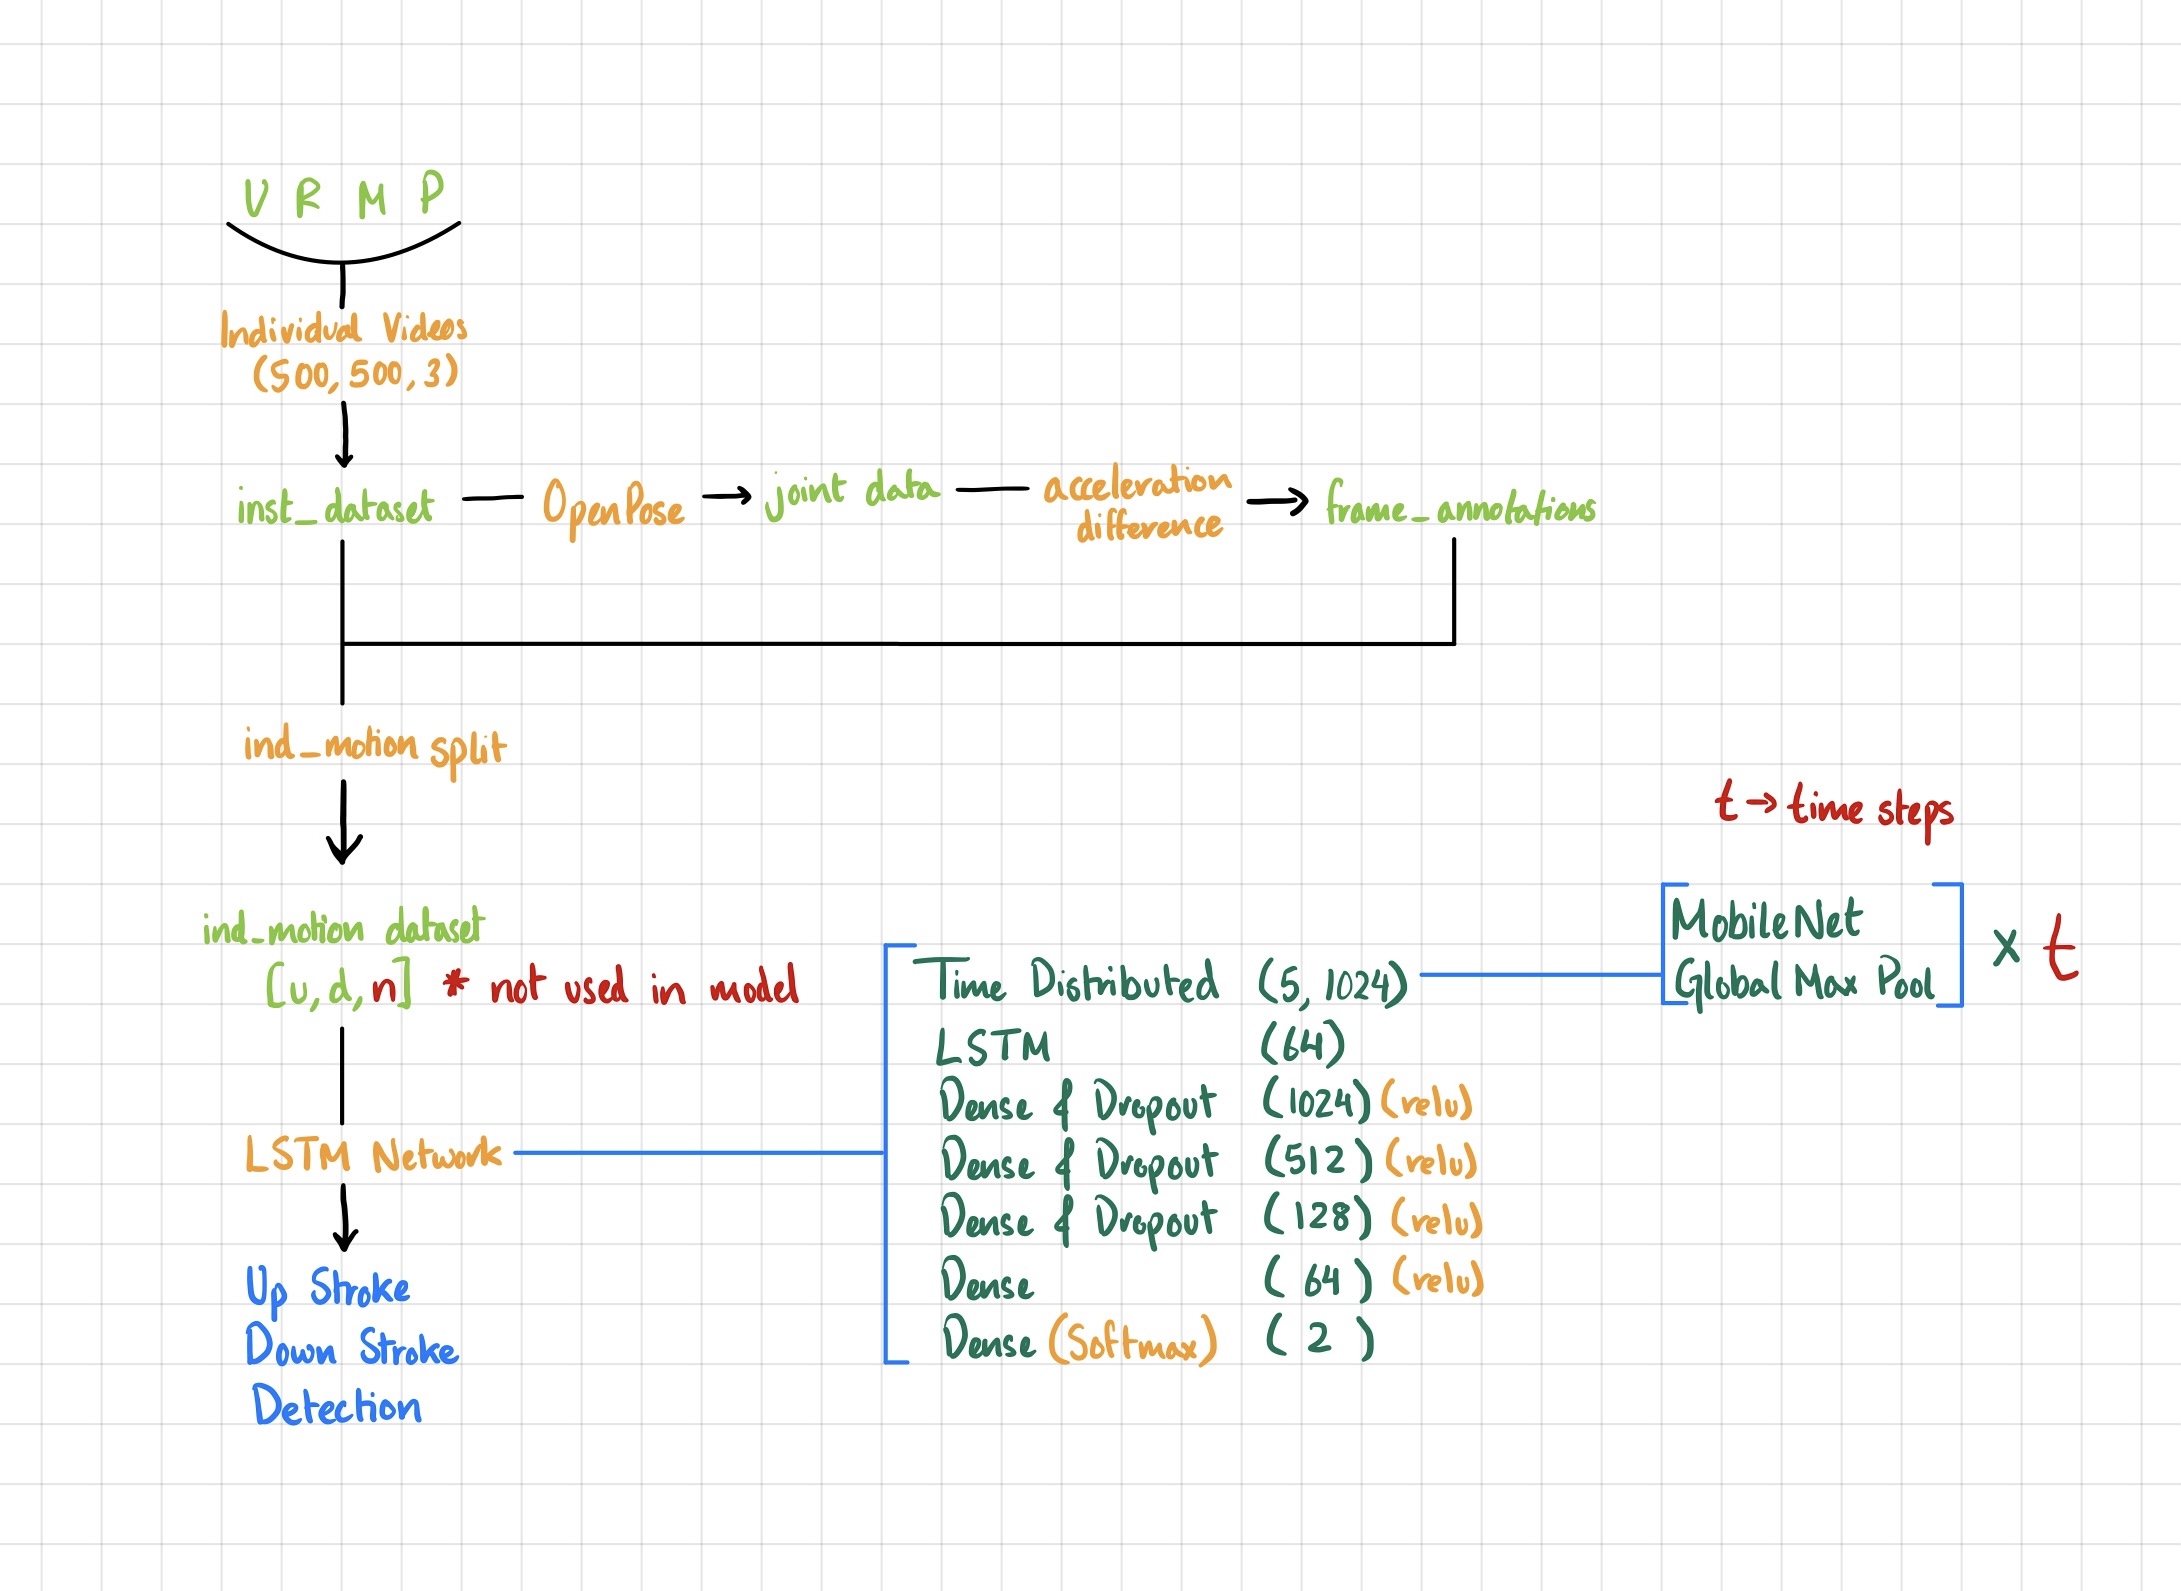 V R M P
Individual Videos
(500, 500, 3)
inst_dataset — OpenPose → joint data — acceleration difference → frame_annotations
ind_motion split
t → time steps
ind_motion dataset
[u, d, n] * not used in model
MobileNet
Global Max Pool
x t
Time Distributed (5, 1024)
LSTM (64)
Dense & Dropout (1024) (relu)
Dense & Dropout (512) (relu)
Dense & Dropout (128) (relu)
Dense (64) (relu)
Dense (Softmax) (2)
LSTM Network
Up Stroke
Down Stroke
Detection